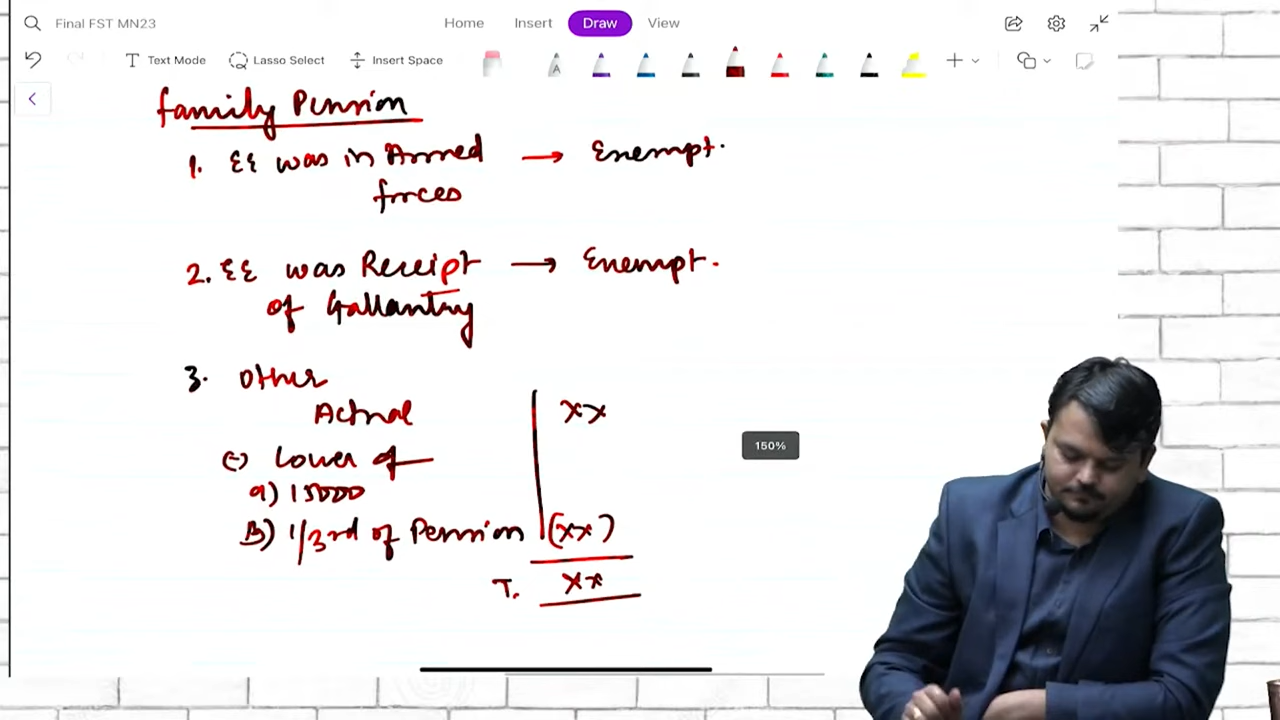 Final FST MN23
Home Insert Draw View
Text Mode Lasso Select Insert Space
A
Family Pension
1. EE was in Armed → Exempt.
forces
2. EE was Receipt → Exempt.
of Gallantry
3. Other
Actual xx
150%
(-) Lower of
a) 15000
B) 1/3rd of Pension (xx)
T. xx